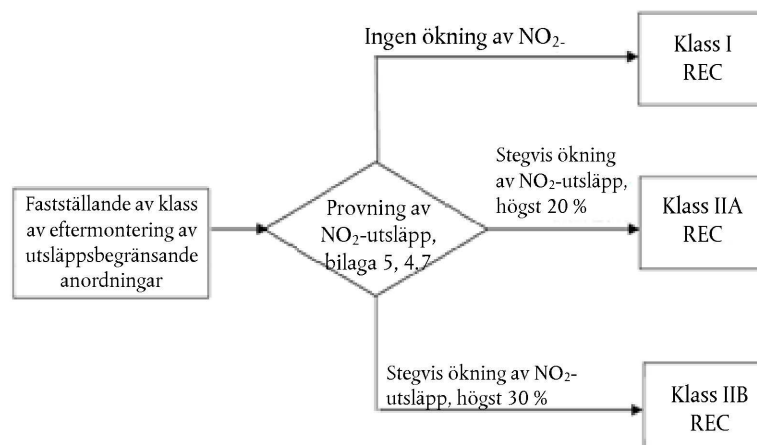 Ingen ökning av NO2-
Klass I
REC
Stegvis ökning
av NO2-utsläpp,
högst 20 %
Klass IIA
REC
Fastställande av klass
av eftermontering av
utsläppsbegränsande
anordningar
Provning av
NO2-utsläpp,
bilaga 5, 4.7
Stegvis ökning av NO2-
utsläpp, högst 30 %
Klass IIB
REC